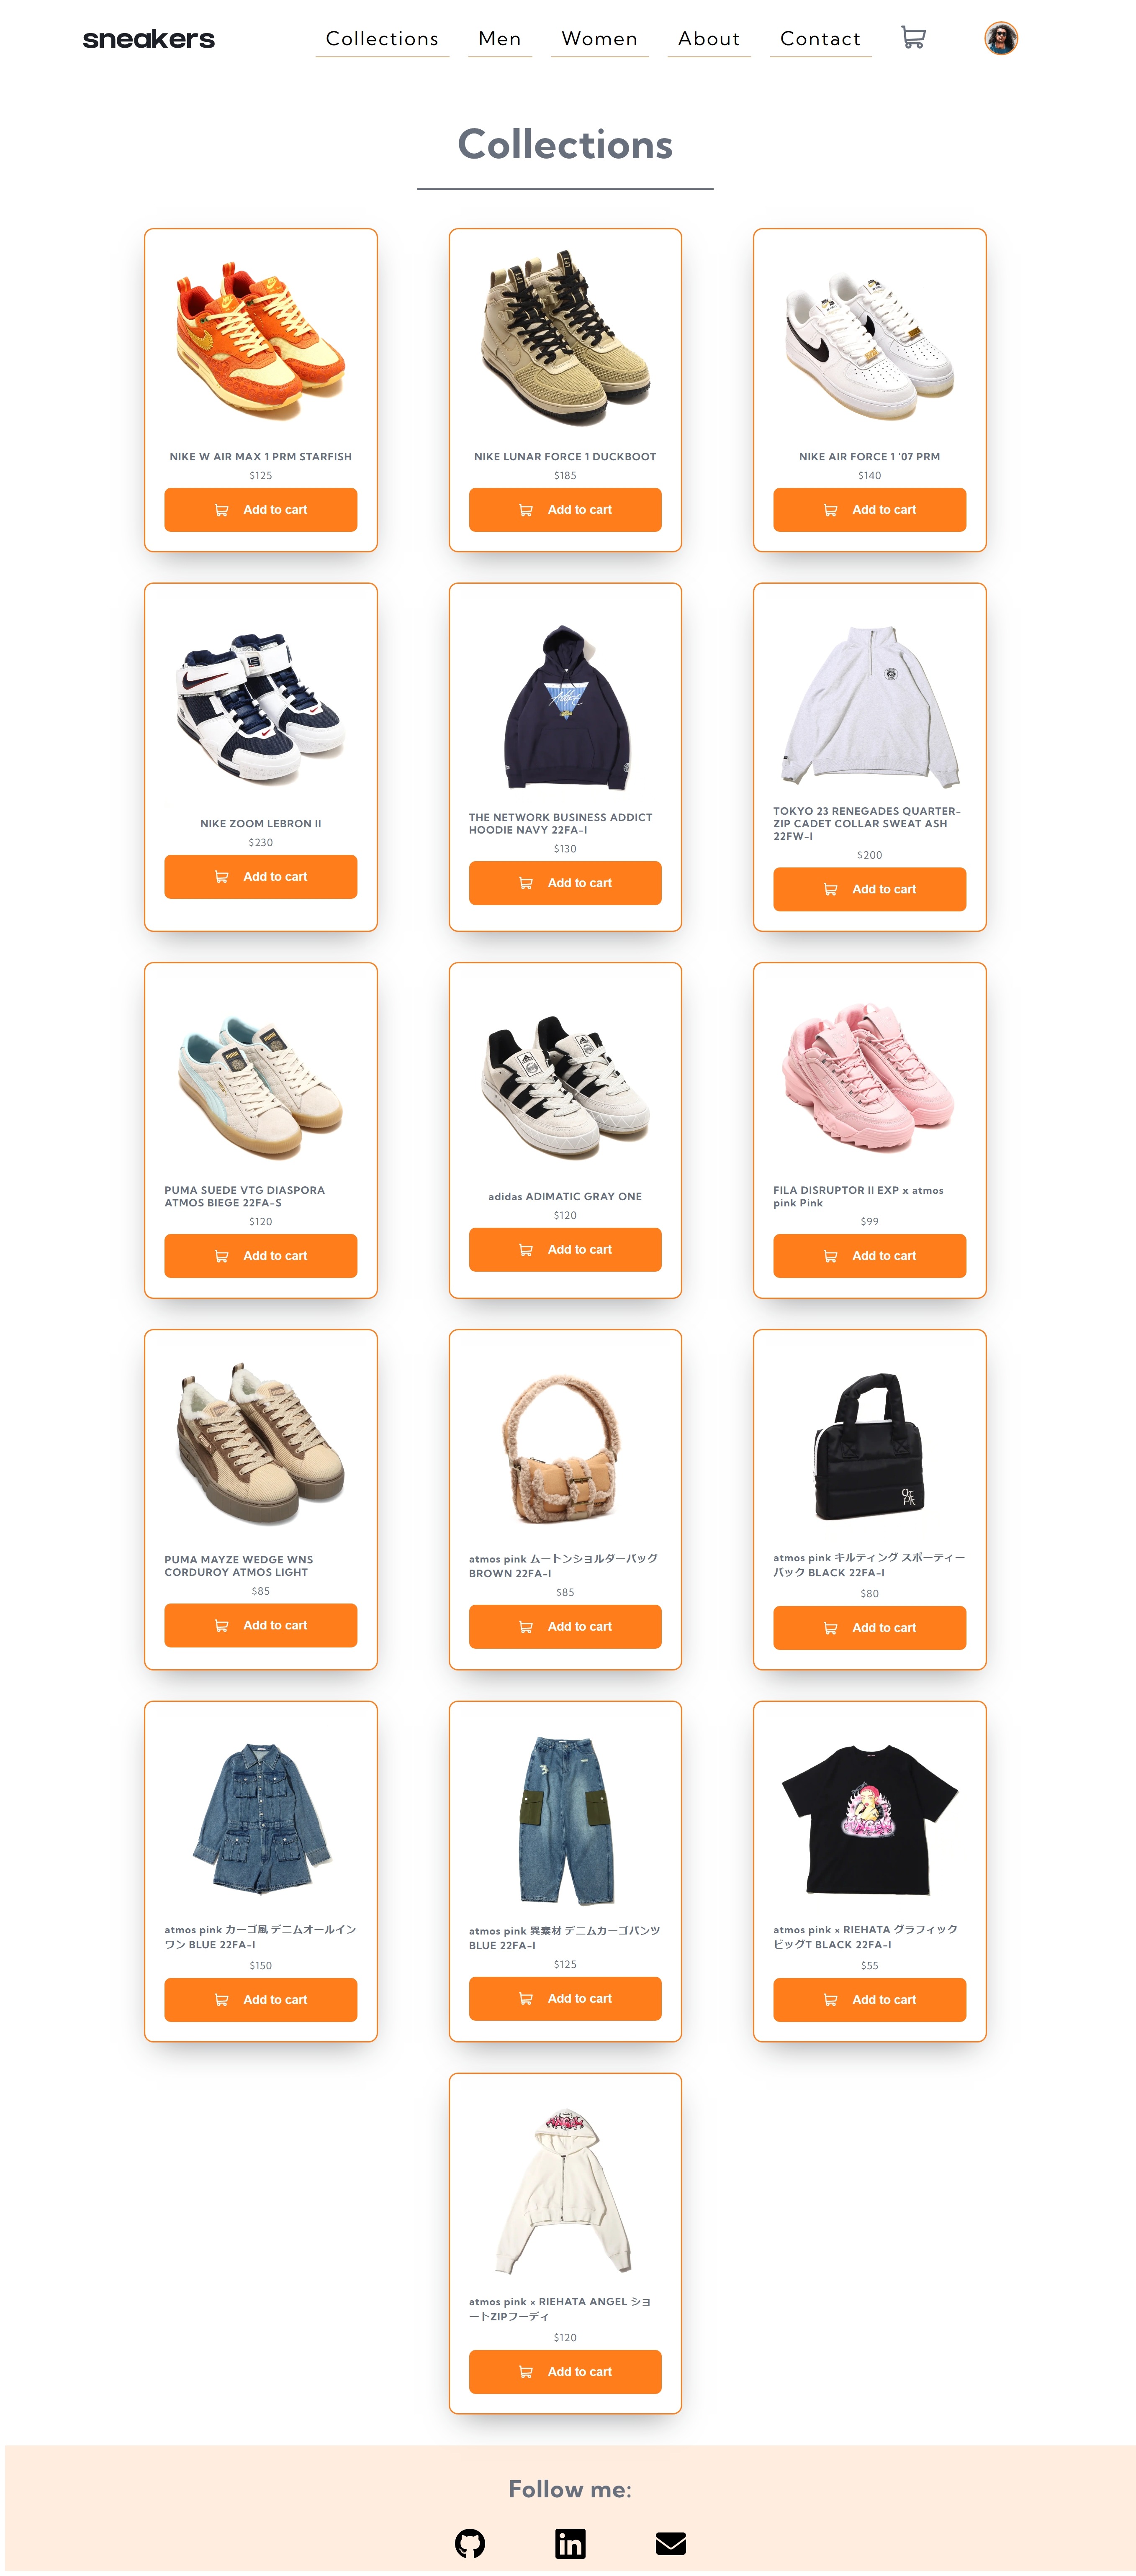 sneakers
Collections Men Women About Contact
Collections
NIKE W AIR MAX 1 PRM STARFISH
$125
Add to cart
NIKE LUNAR FORCE 1 DUCKBOOT
$185
Add to cart
NIKE AIR FORCE 1 '07 PRM
$140
Add to cart
NIKE ZOOM LEBRON II
$230
Add to cart
THE NETWORK BUSINESS ADDICT
HOODIE NAVY 22FA-I
$130
Add to cart
TOKYO 23 RENEGADES QUARTER-
ZIP CADET COLLAR SWEAT ASH
22FW-I
$200
Add to cart
PUMA SUEDE VTG DIASPORA
ATMOS BIEGE 22FA-S
$120
Add to cart
adidas ADIMATIC GRAY ONE
$120
Add to cart
FILA DISRUPTOR II EXP x atmos
pink Pink
$99
Add to cart
PUMA MAYZE WEDGE WNS
CORDUROY ATMOS LIGHT
$85
Add to cart
atmos pink ムートンショルダーバッグ
BROWN 22FA-I
$85
Add to cart
atmos pink キルティング スポーティー
バック BLACK 22FA-I
$80
Add to cart
atmos pink カーゴ風 デニムオールイン
ワン BLUE 22FA-I
$150
Add to cart
atmos pink 異素材 デニムカーゴパンツ
BLUE 22FA-I
$125
Add to cart
atmos pink × RIEHATA グラフィック
ビッグT BLACK 22FA-I
$55
Add to cart
atmos pink × RIEHATA ANGEL ショ
ートZIPフーディ
$120
Add to cart
Follow me: